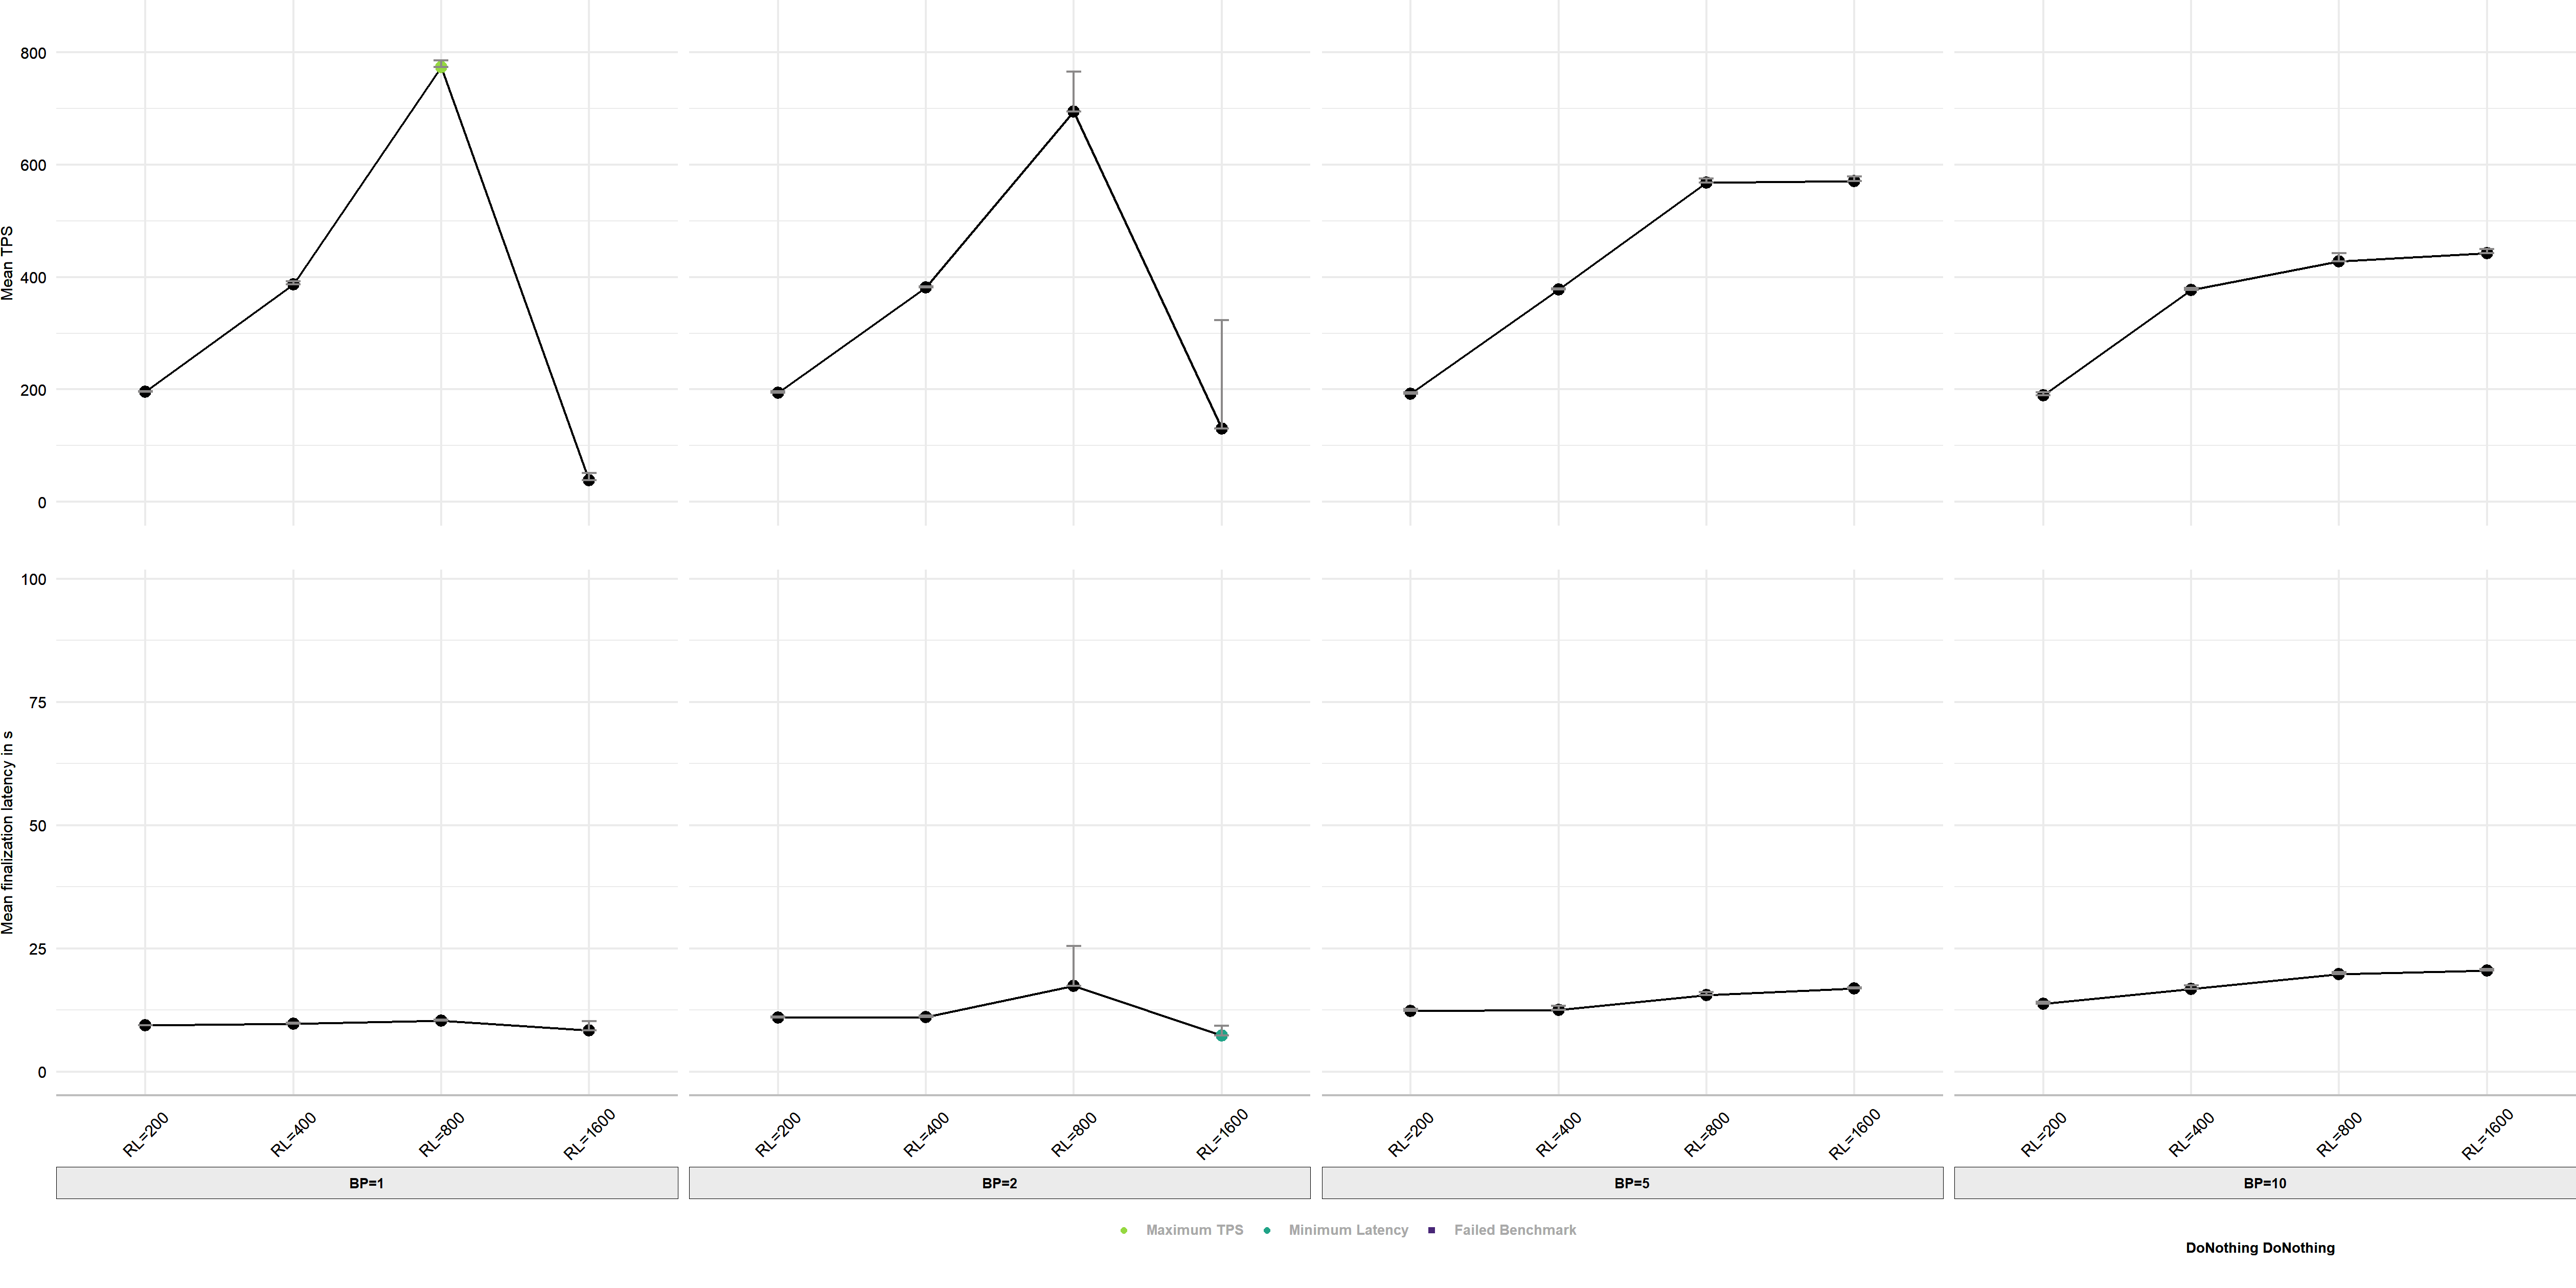 Mean TPS
800
600
400
200
0
Mean finalization latency in s
100
75
50
25
0
RL=200 RL=400 RL=800 RL=1600 RL=200 RL=400 RL=800 RL=1600 RL=200 RL=400 RL=800 RL=1600 RL=200 RL=400 RL=800 RL=1600
BP=1 BP=2 BP=5 BP=10
Maximum TPS Minimum Latency Failed Benchmark
DoNothing DoNothing